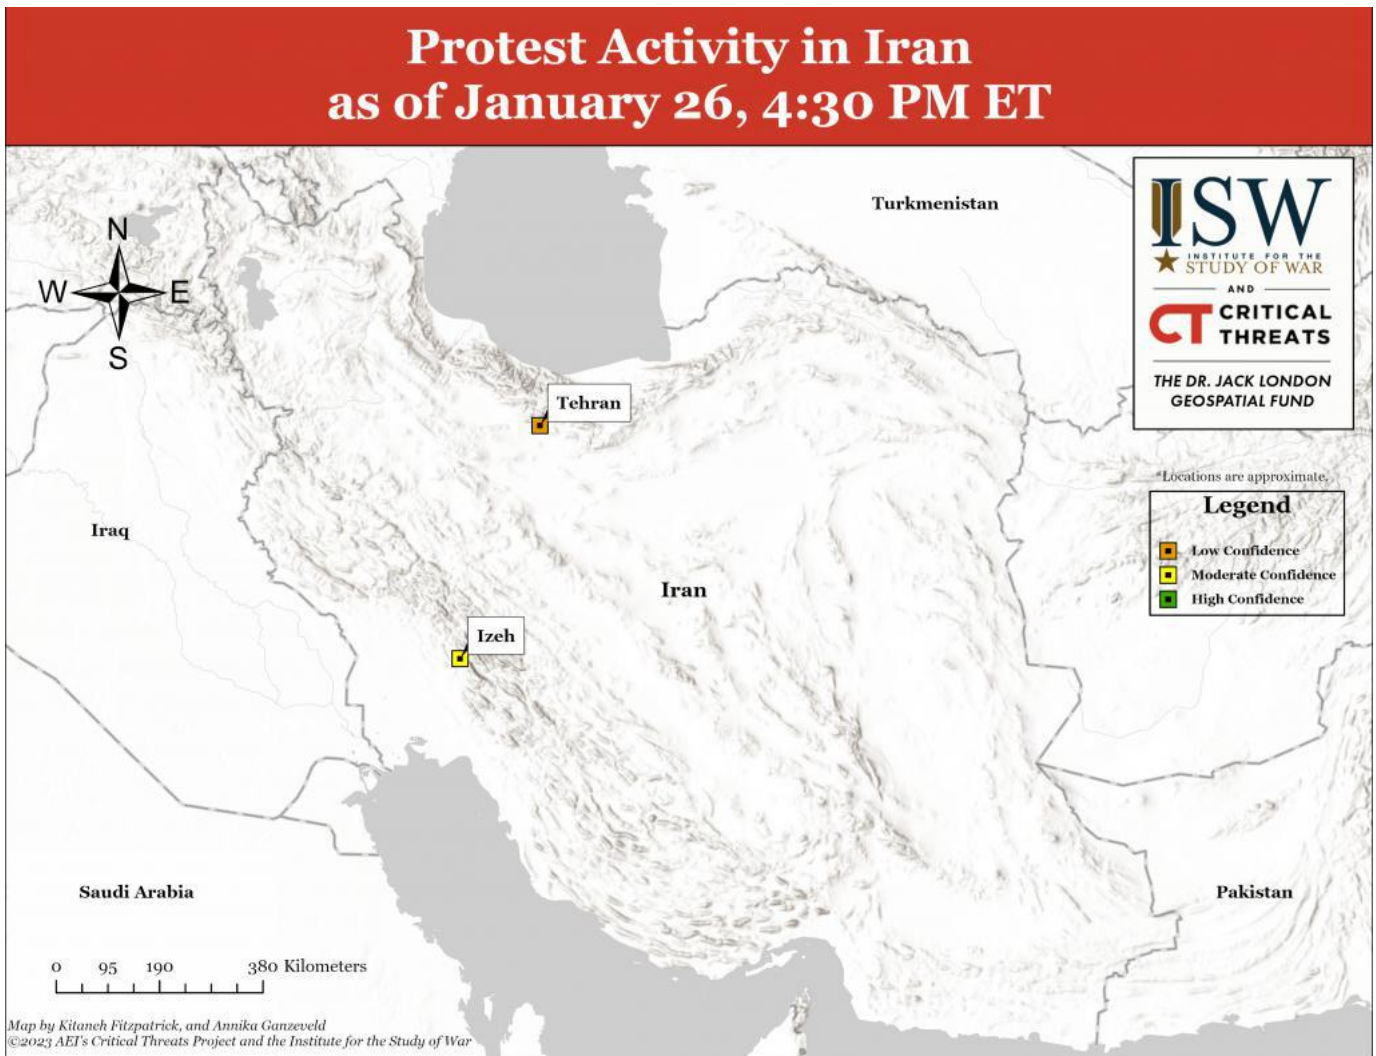 Protest Activity in Iran
as of January 26, 4:30 PM ET
N
W
E
S
Turkmenistan
ISW
INSTITUTE FOR THE
STUDY OF WAR
AND
CT CRITICAL
THREATS
THE DR. JACK LONDON
GEOSPATIAL FUND
Tehran
*Locations are approximate.
Legend
Low Confidence
Moderate Confidence
High Confidence
Iraq
Iran
Izeh
Saudi Arabia
Pakistan
0 95 190 380 Kilometers
Map by Kitaneh Fitzpatrick, and Annika Ganzeveld
©2023 AEI's Critical Threats Project and the Institute for the Study of War